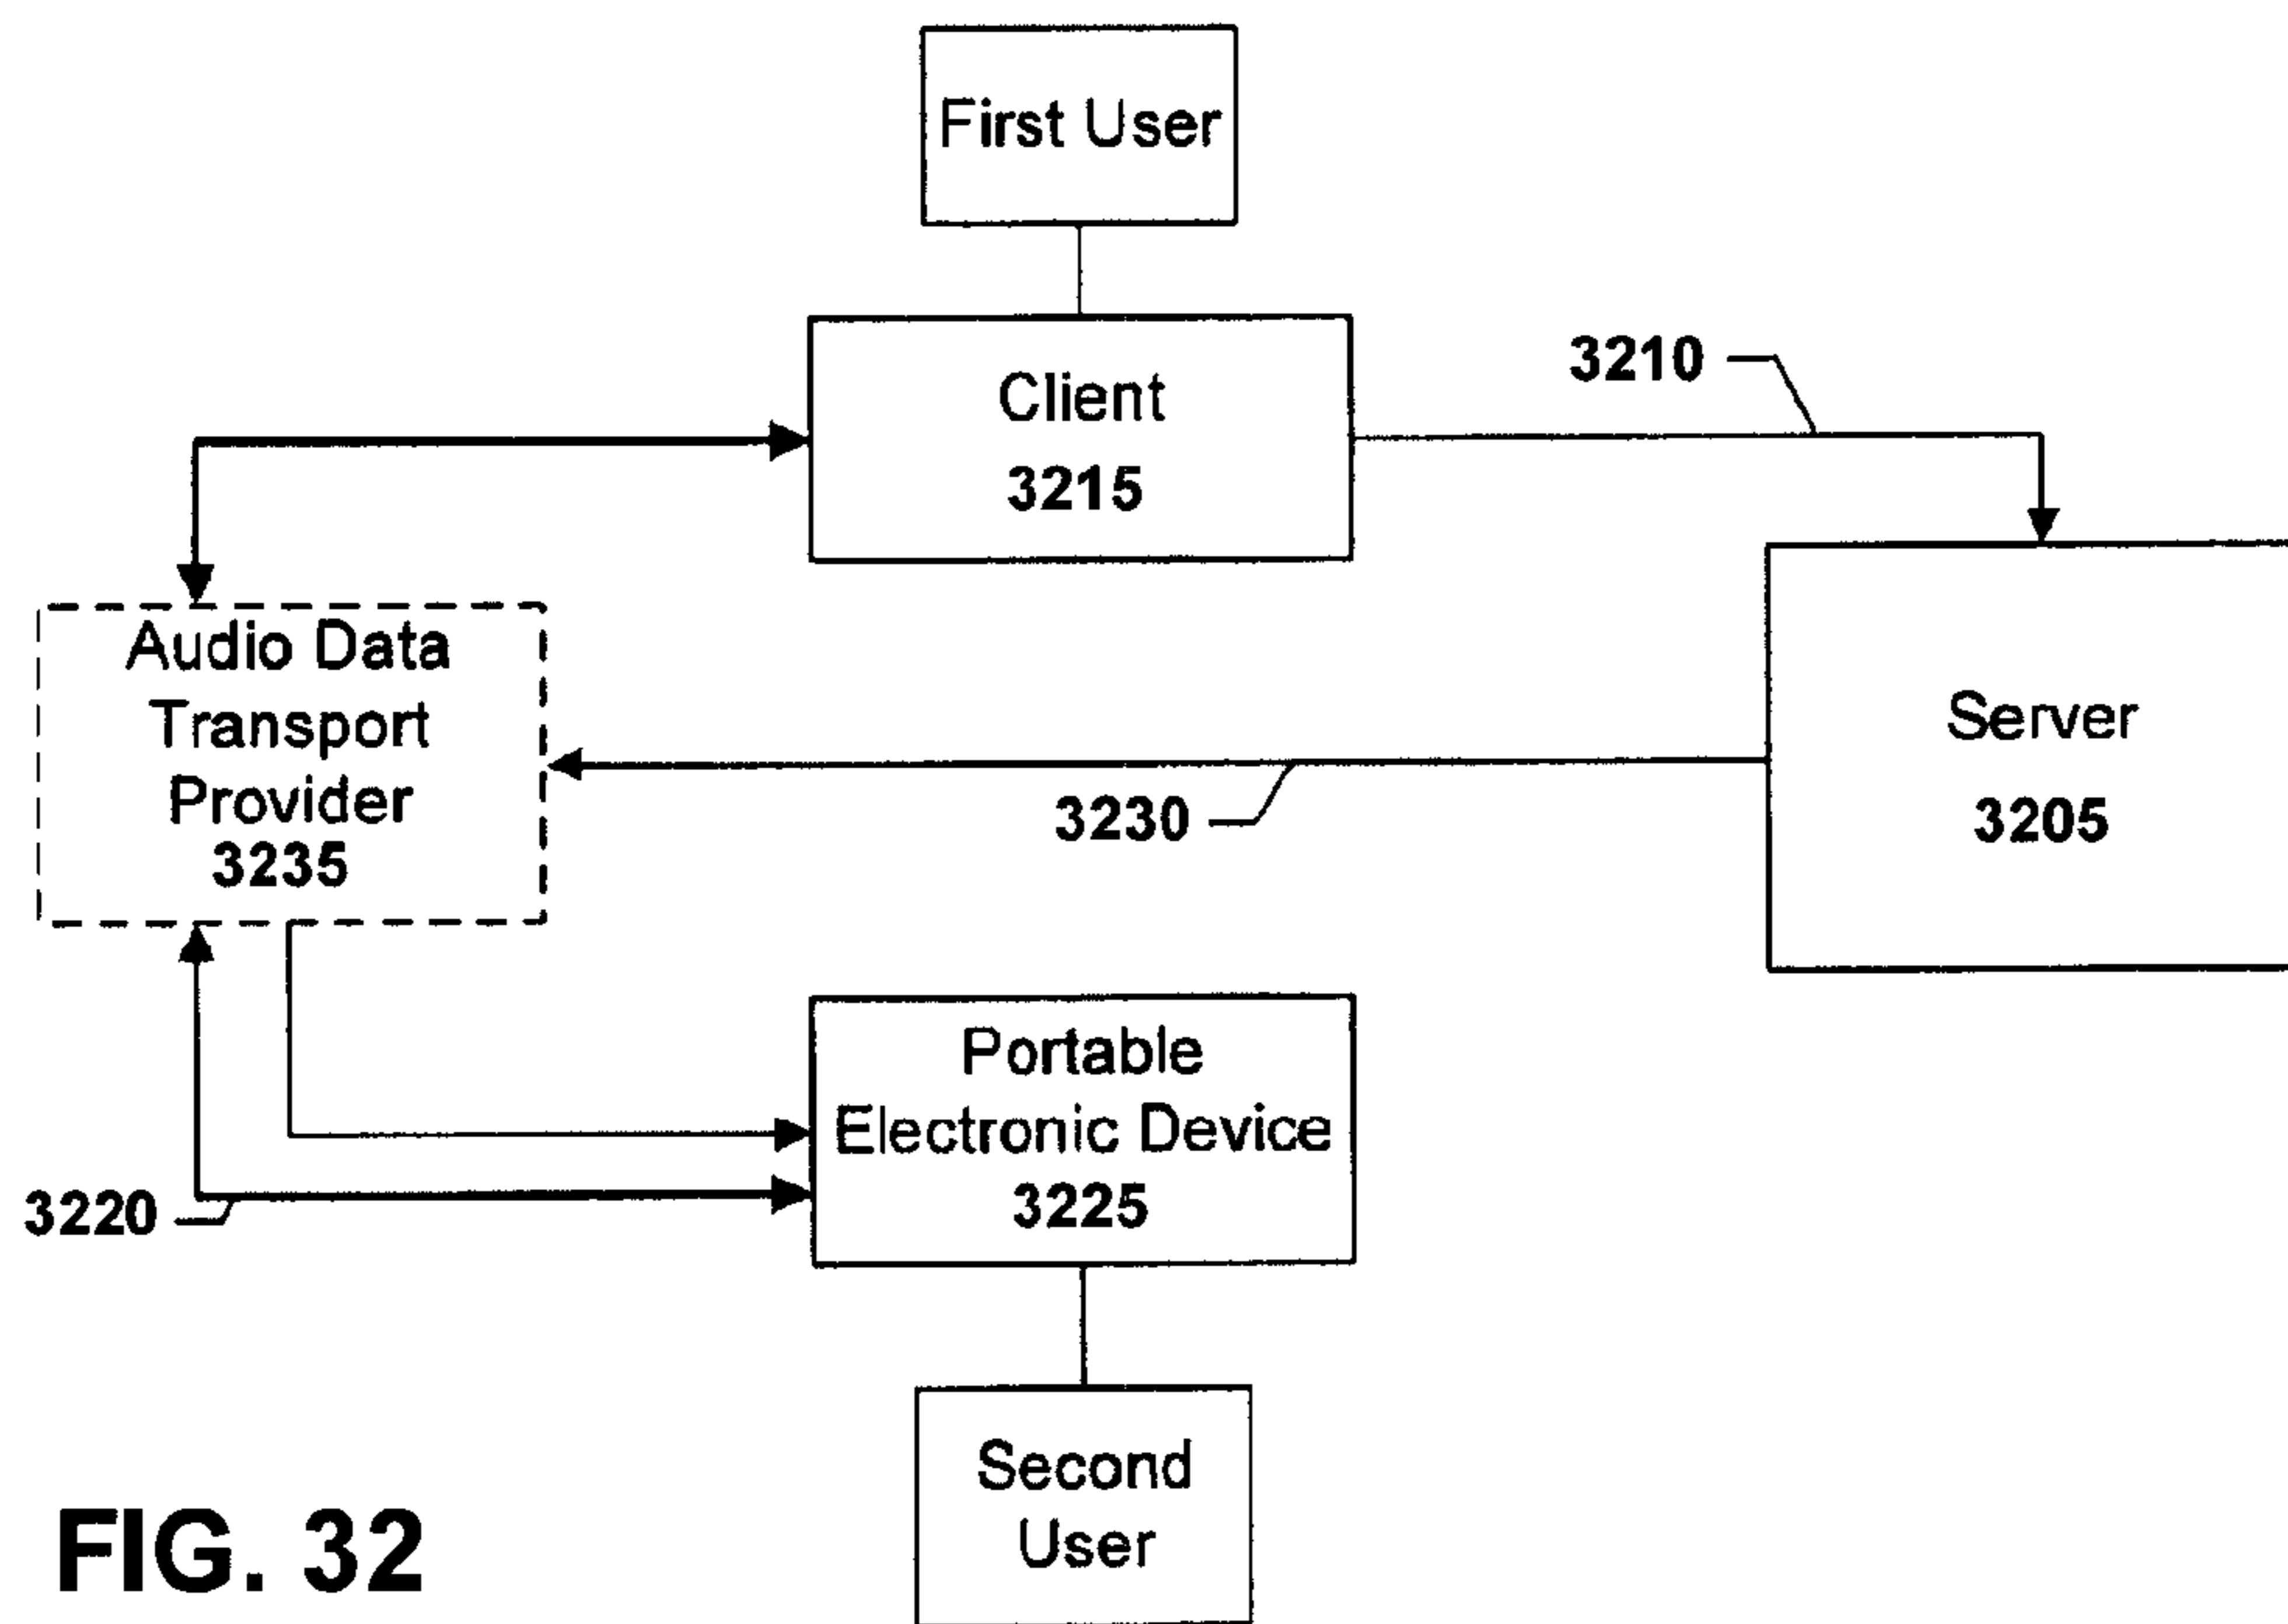 First User
Client
3215
3210
Audio Data
Transport
Provider
3235
Server
3205
3230
Portable
Electronic Device
3225
3220
Second
User
FIG. 32